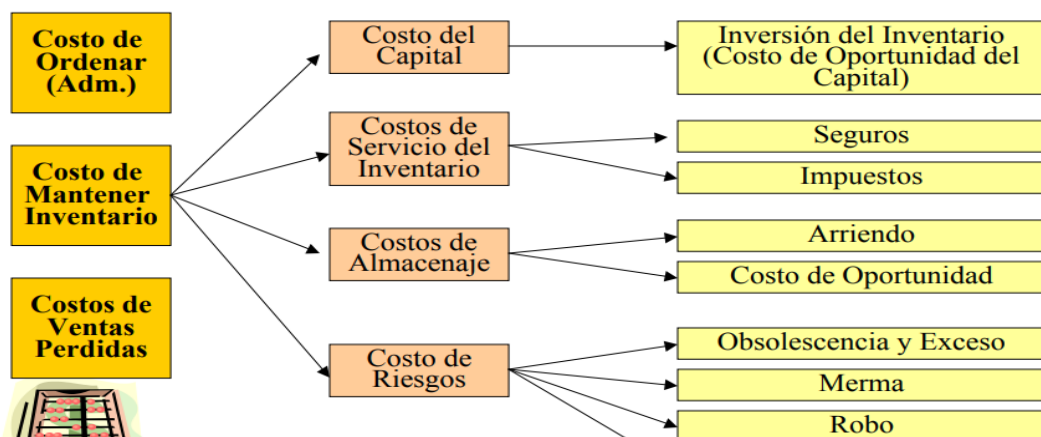 Costo de
Ordenar
(Adm.)
Costo de
Mantener
Inventario
Costos de
Ventas
Perdidas
Costo del
Capital
Costos de
Servicio del
Inventario
Costos de
Almacenaje
Costo de
Riesgos
Inversión del Inventario
(Costo de Oportunidad del
Capital)
Seguros
Impuestos
Arriendo
Costo de Oportunidad
Obsolescencia y Exceso
Merma
Robo